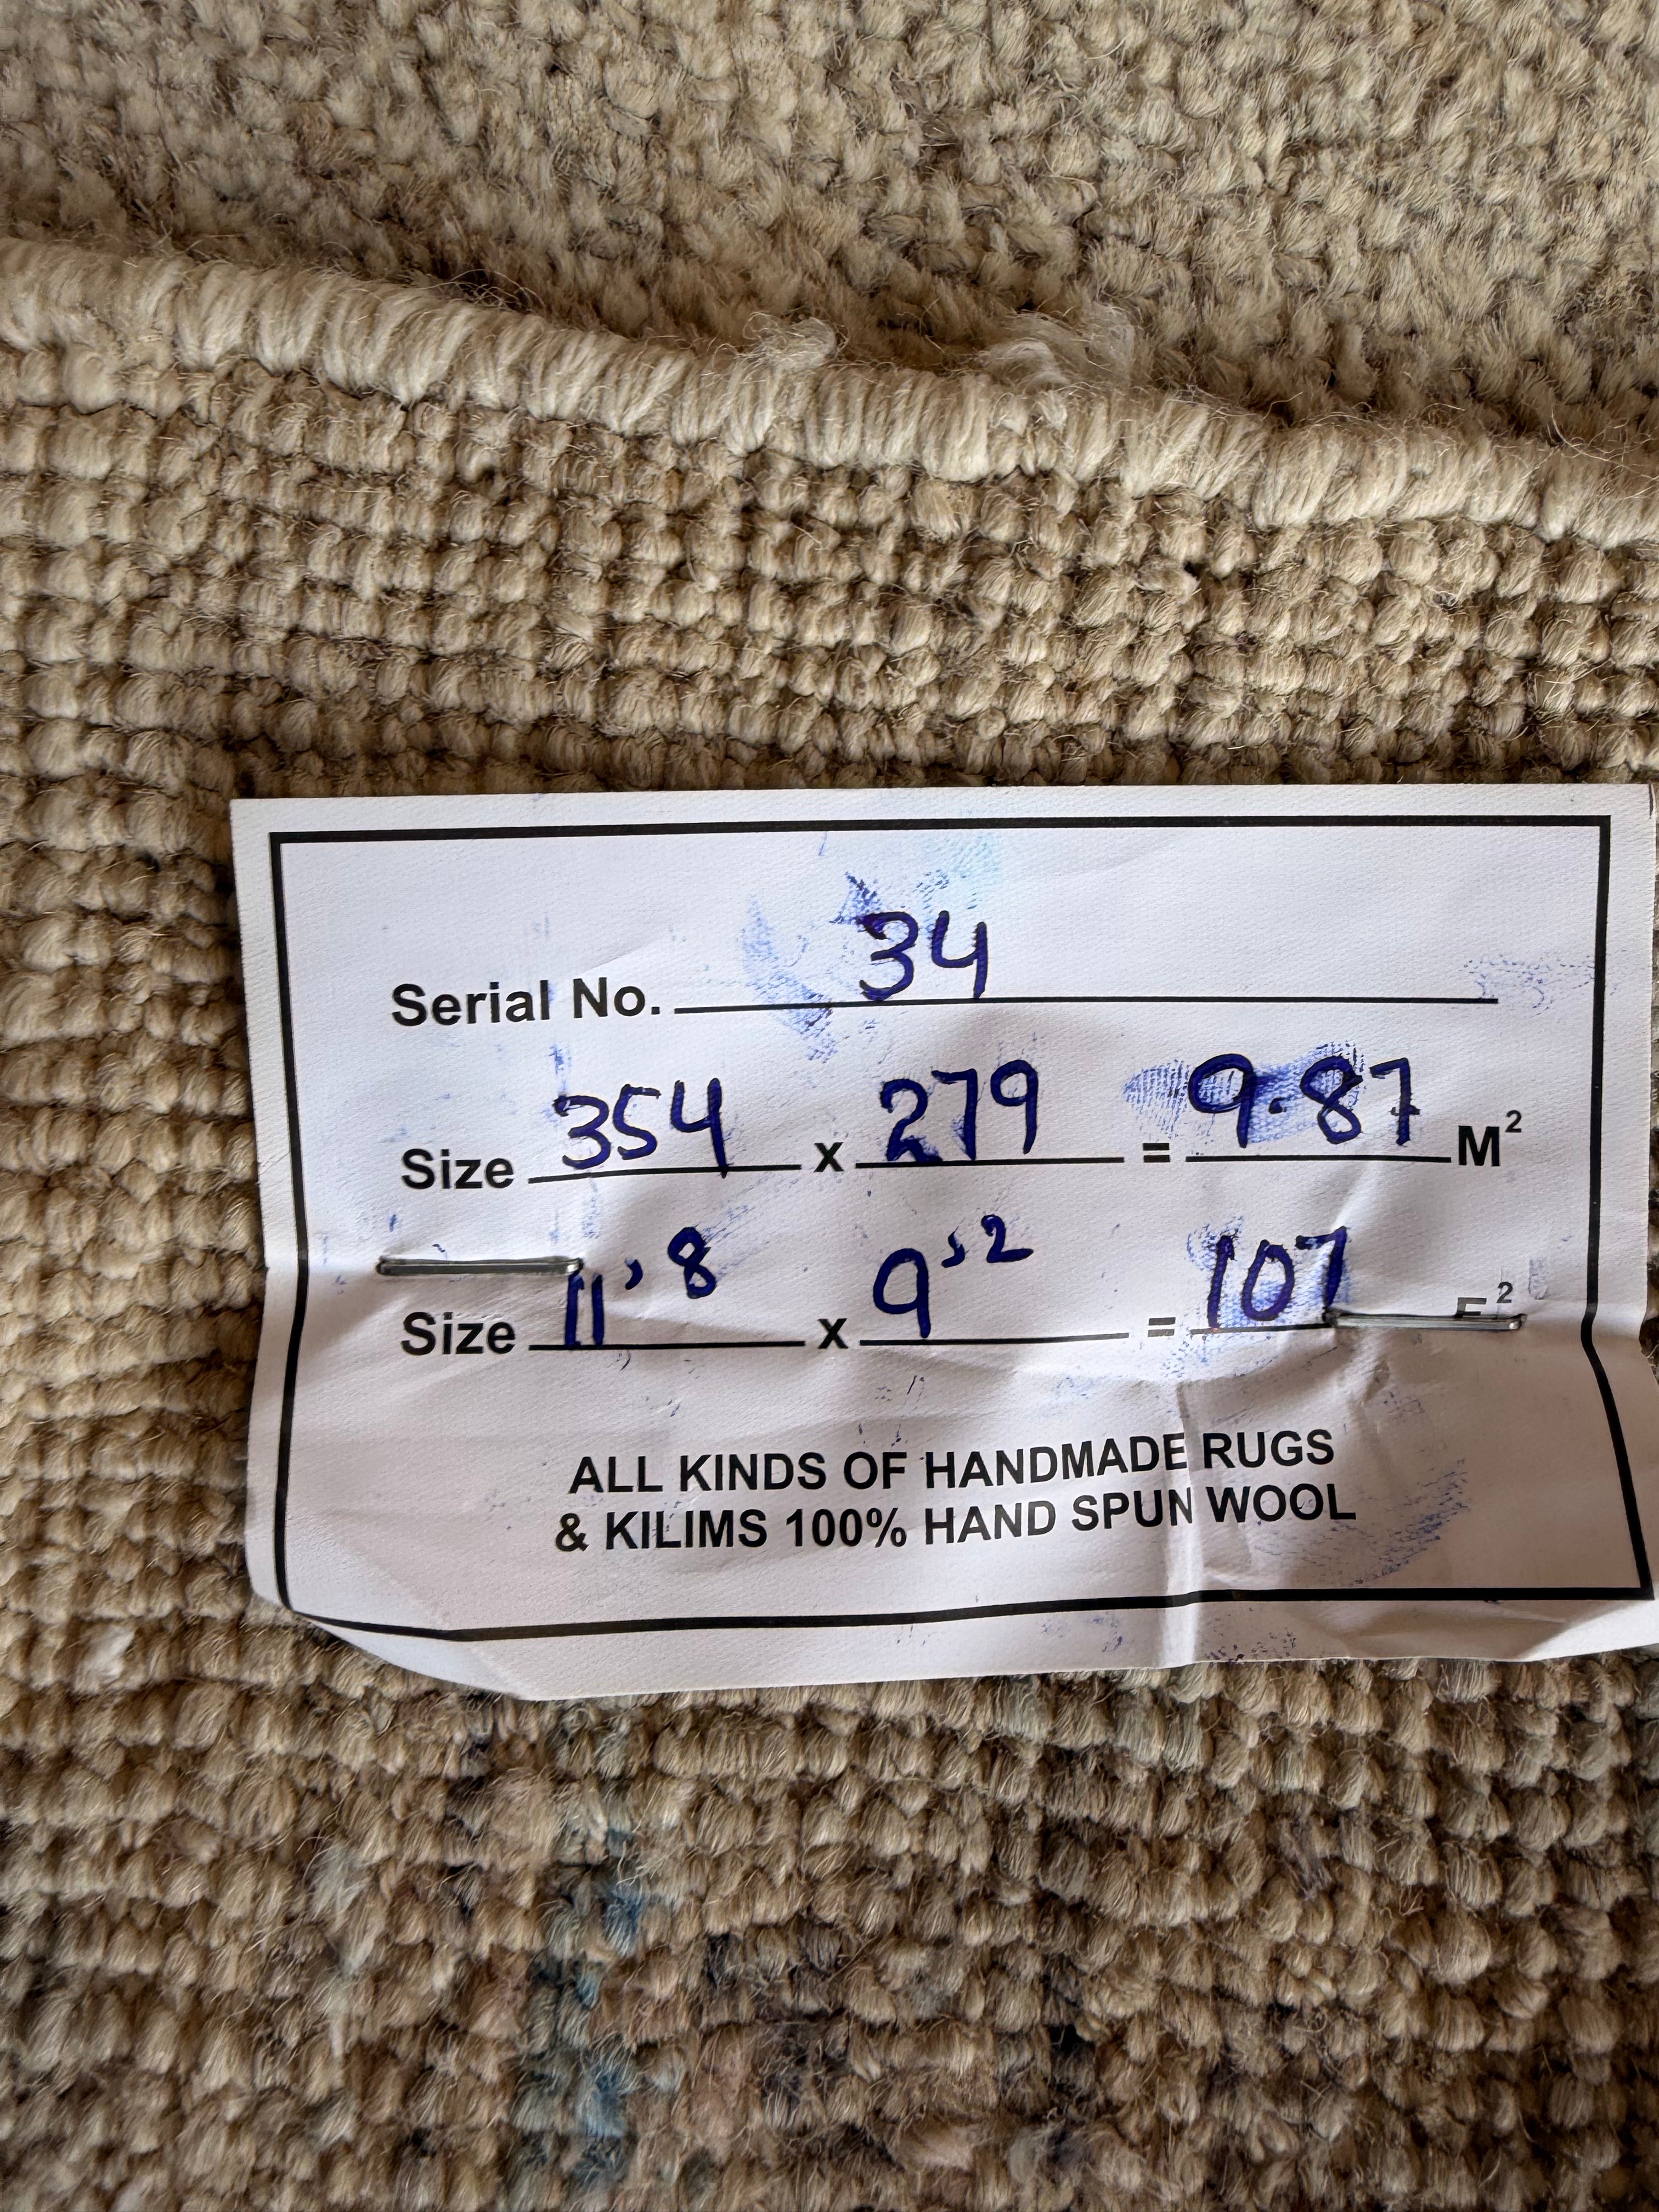 Serial No. 34
Size 354 x 279 = 9.87 M²
Size 11'8 x 9'2 = 107 F²
ALL KINDS OF HANDMADE RUGS
& KILIMS 100% HAND SPUN WOOL